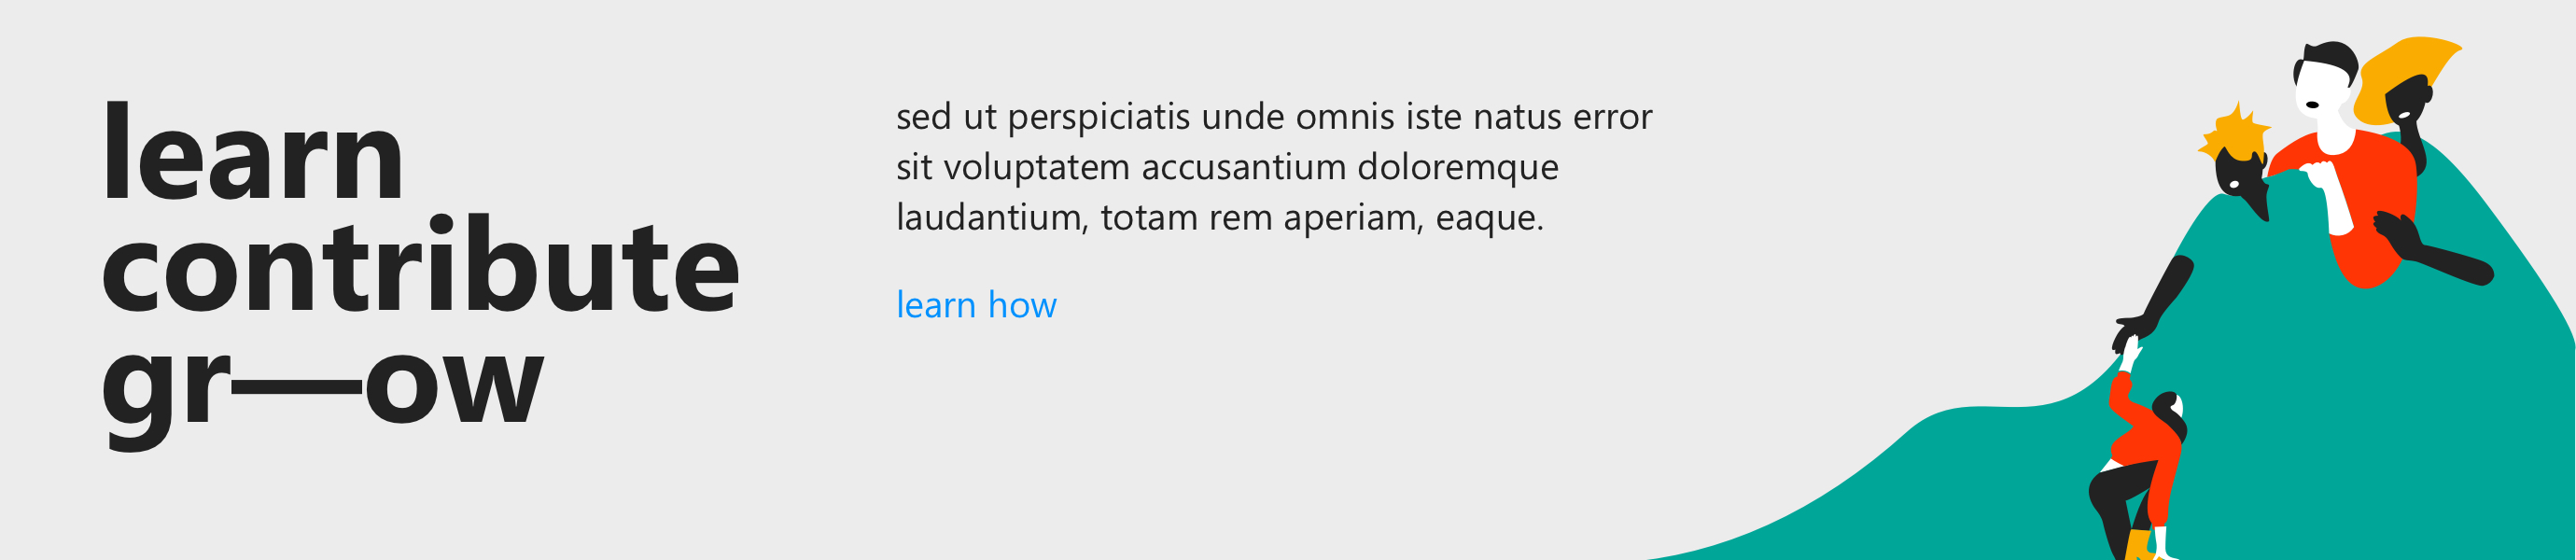 learn
contribute
gr—ow
sed ut perspiciatis unde omnis iste natus error
sit voluptatem accusantium doloremque
laudantium, totam rem aperiam, eaque.
learn how